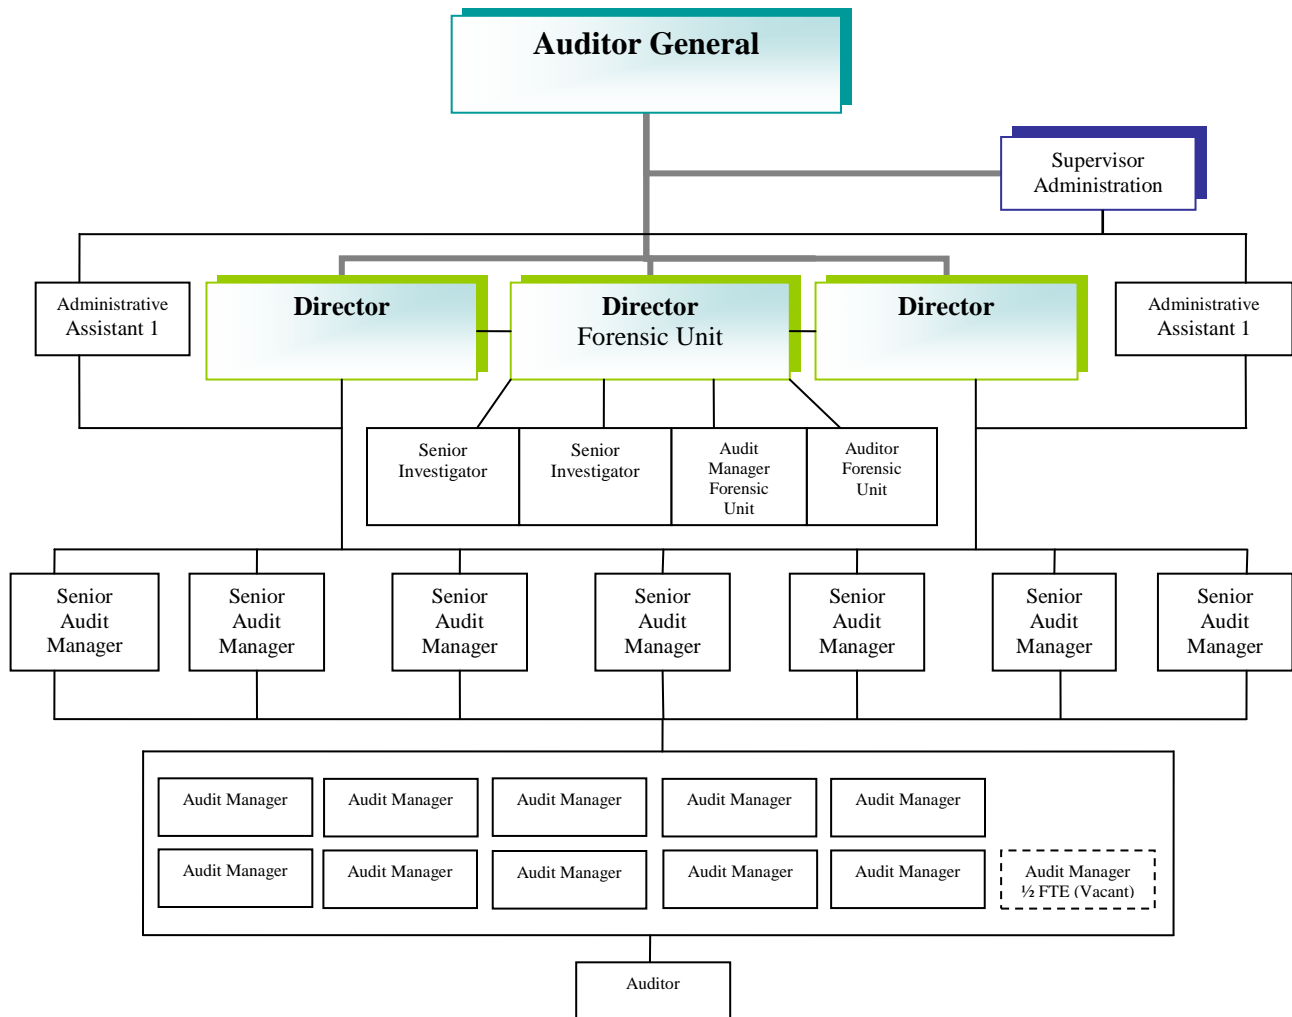 Auditor General
Supervisor
Administration
Administrative
Assistant 1
Director
Director
Forensic Unit
Director
Administrative
Assistant 1
Senior
Investigator
Senior
Investigator
Audit
Manager
Forensic
Unit
Auditor
Forensic
Unit
Senior
Audit
Manager
Senior
Audit
Manager
Senior
Audit
Manager
Senior
Audit
Manager
Senior
Audit
Manager
Senior
Audit
Manager
Senior
Audit
Manager
Audit Manager
Audit Manager
Audit Manager
Audit Manager
Audit Manager
Audit Manager
Audit Manager
Audit Manager
Audit Manager
Audit Manager
Audit Manager
½ FTE (Vacant)
Auditor